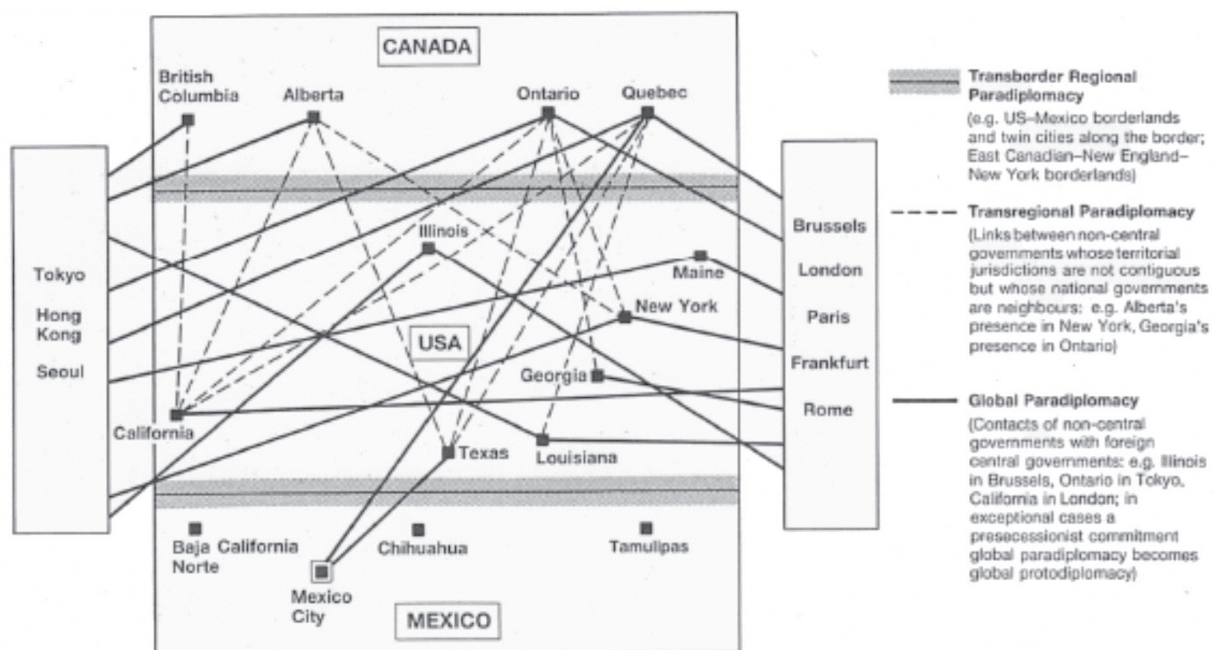 CANADA
British
Columbia
Alberta
Ontario
Quebec
Illinois
Maine
New York
USA
Georgia
California
Texas
Louisiana
Baja California
Norte
Chihuahua
Tamulipas
Mexico
City
MEXICO
Tokyo
Hong
Kong
Seoul
Brussels
London
Paris
Frankfurt
Rome
Transborder Regional
Paradiplomacy
(e.g. US–Mexico borderlands
and twin cities along the border;
East Canadian–New England–
New York borderlands)
Transregional Paradiplomacy
(Links between non-central
governments whose territorial
jurisdictions are not contiguous
but whose national governments
are neighbours: e.g. Alberta's
presence in New York, Georgia's
presence in Ontario)
Global Paradiplomacy
(Contacts of non-central
governments with foreign
central governments: e.g. Illinois
in Brussels, Ontario in Tokyo,
California in London; in
exceptional cases a
presecessionist commitment
global paradiplomacy becomes
global protodiplomacy)